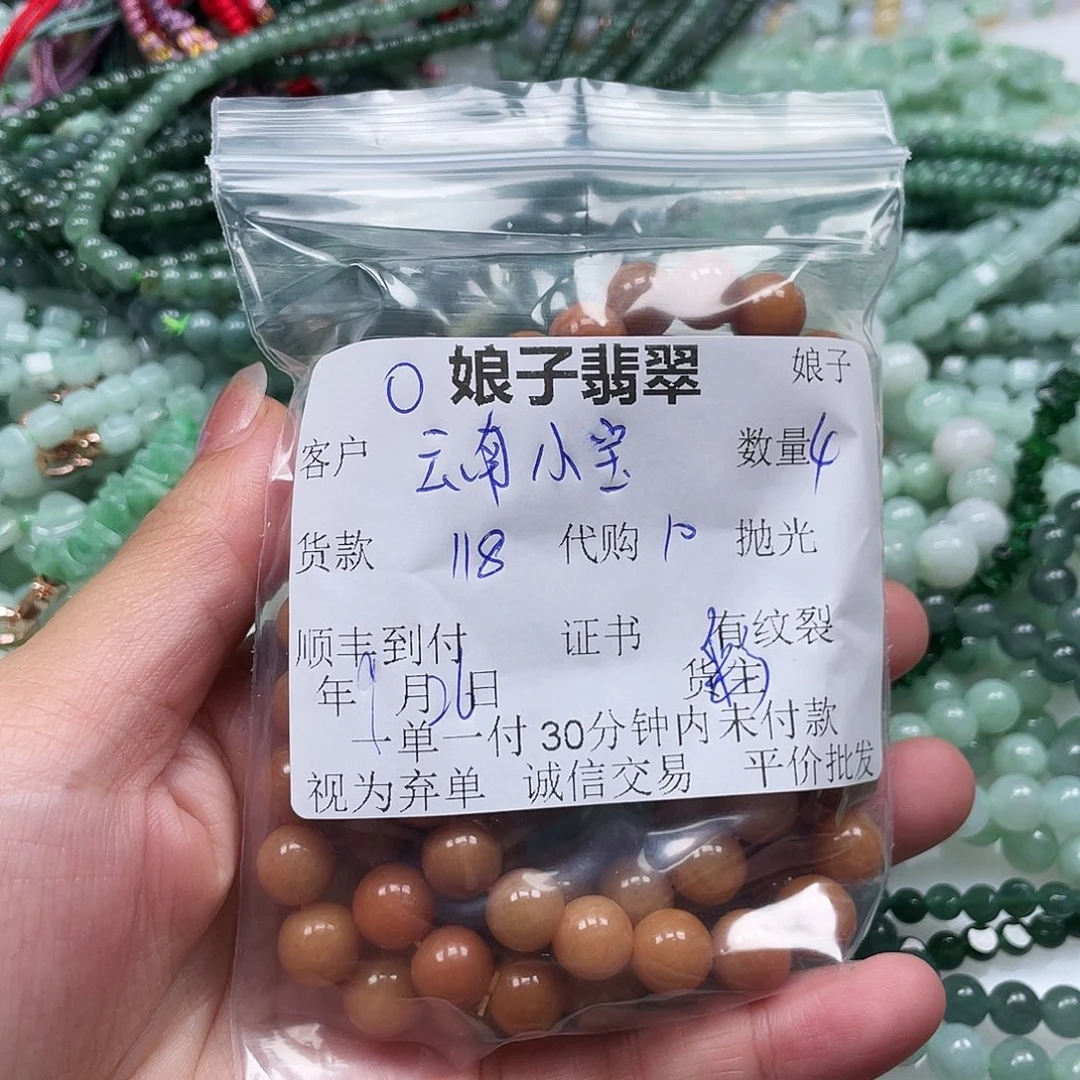 0 娘子翡翠 娘子
客户 云南小宝 数量4
货款 118 代购 10 抛光
顺丰到付 证书 有纹裂
年 月 日 货主
一单一付 30分钟内未付款
视为弃单 诚信交易 平价批发